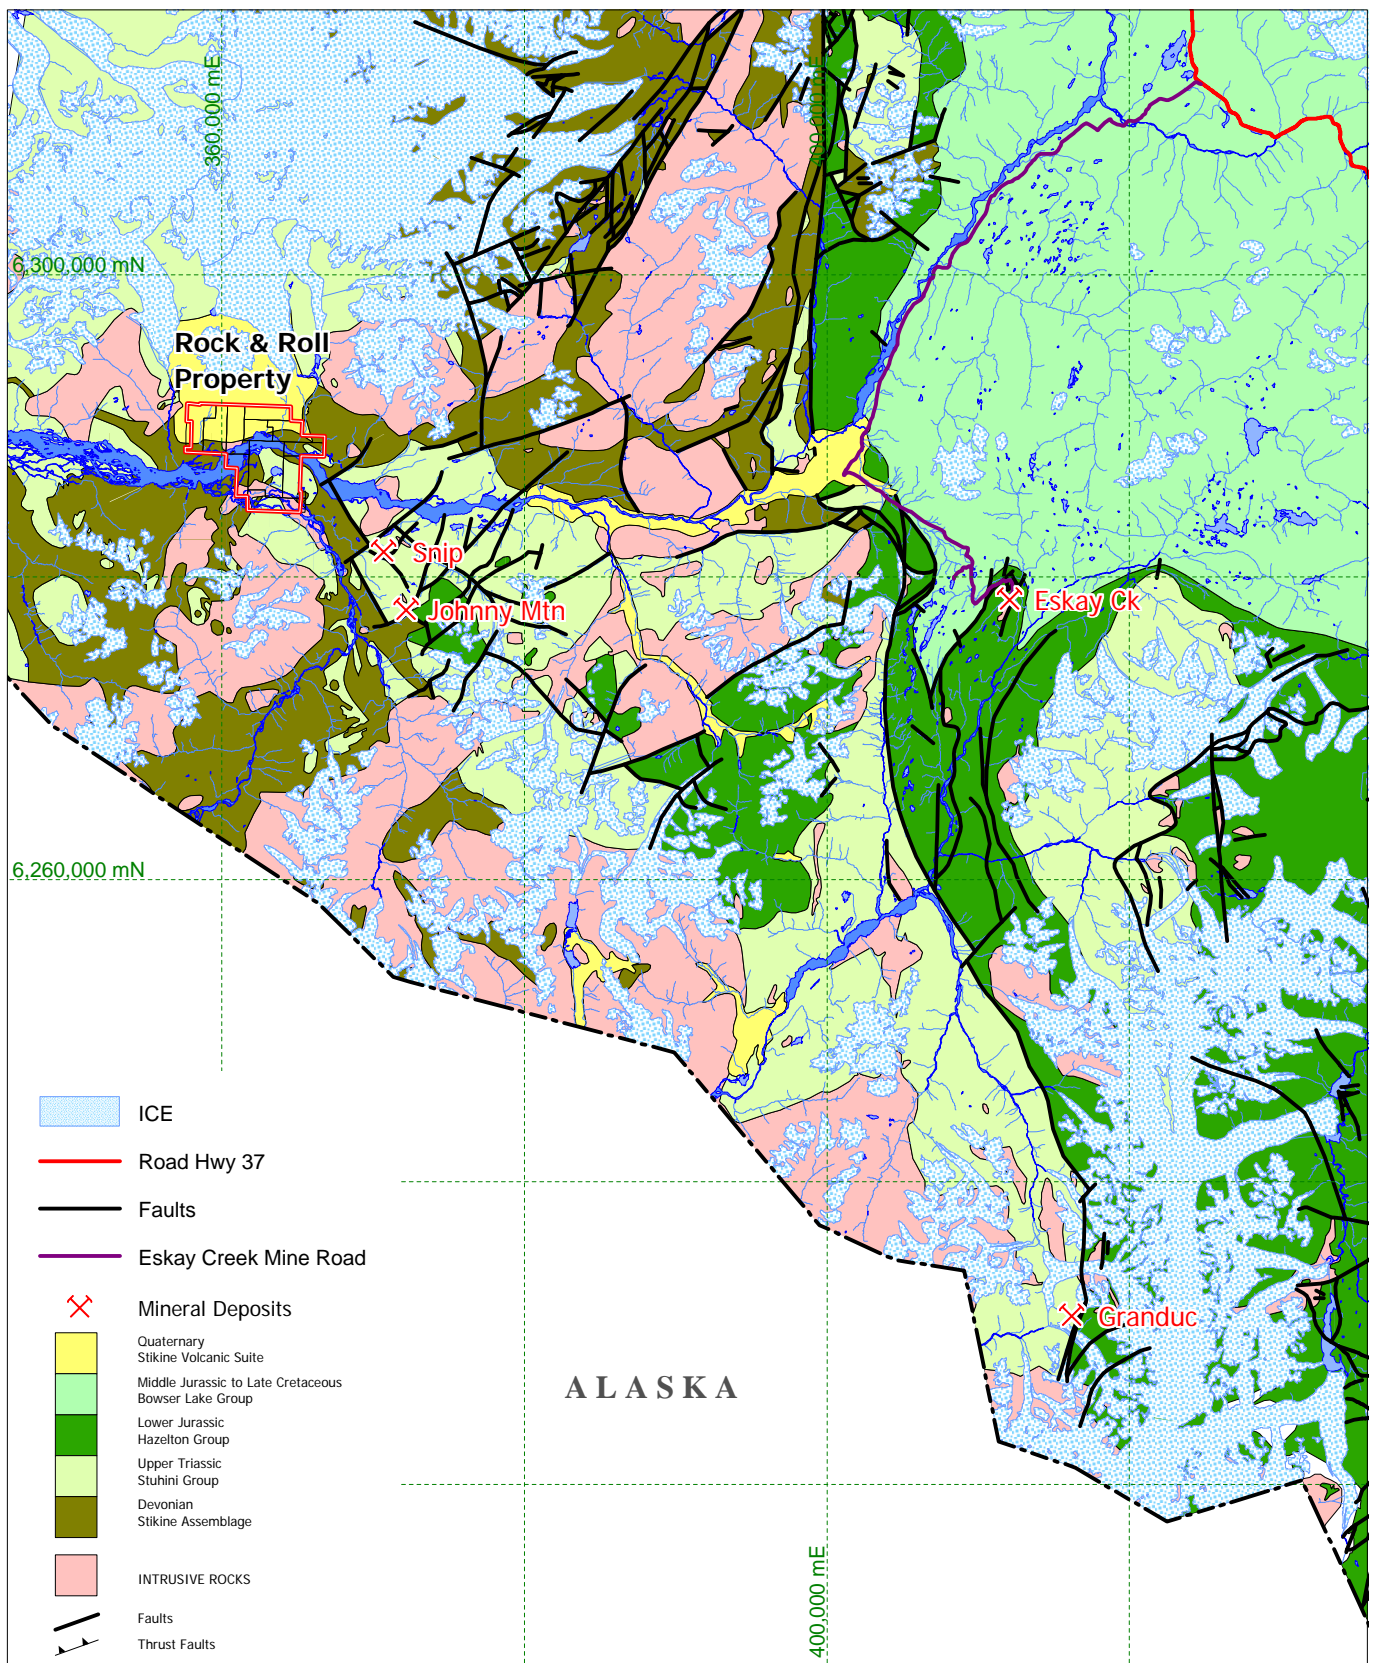 360,000 mE
400,000 mE
6,300,000 mN
Rock & Roll
Property
Snip
Johnny Mtn
Eskay Ck
6,260,000 mN
ICE
Road Hwy 37
Faults
Eskay Creek Mine Road
Mineral Deposits
Granduc
Quaternary
Stikine Volcanic Suite
Middle Jurassic to Late Cretaceous
Bowser Lake Group
ALASKA
Lower Jurassic
Hazelton Group
Upper Triassic
Stuhini Group
Devonian
Stikine Assemblage
INTRUSIVE ROCKS
400,000 mE
Faults
Thrust Faults